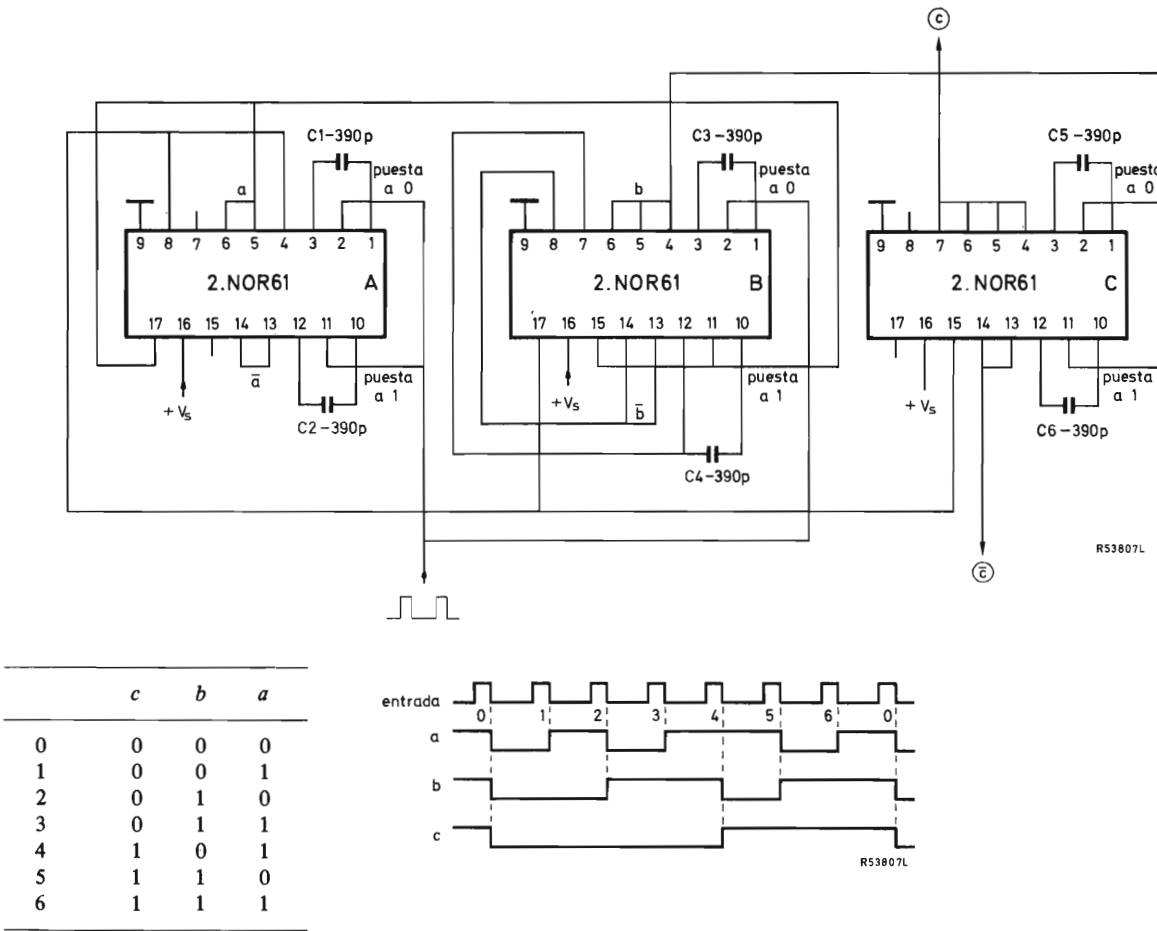 c
C1-390p
puesta
a 0
a
9 8 7 6 5 4 3 2 1
2.NOR61 A
17 16 15 14 13 12 11 10
a̅
+Vs
C2-390p
puesta
a 1
C3-390p
puesta
a 0
b
9 8 7 6 5 4 3 2 1
2.NOR61 B
17 16 15 14 13 12 11 10
b̅
+Vs
C4-390p
puesta
a 1
C5-390p
puesta
a 0
9 8 7 6 5 4 3 2 1
2.NOR61 C
17 16 15 14 13 12 11 10
+Vs
C6-390p
puesta
a 1
c̅
R53807L
c b a
0 0 0 0
1 0 0 1
2 0 1 0
3 0 1 1
4 1 0 1
5 1 1 0
6 1 1 1
entrada
0 1 2 3 4 5 6 0
a
b
c
R53807L